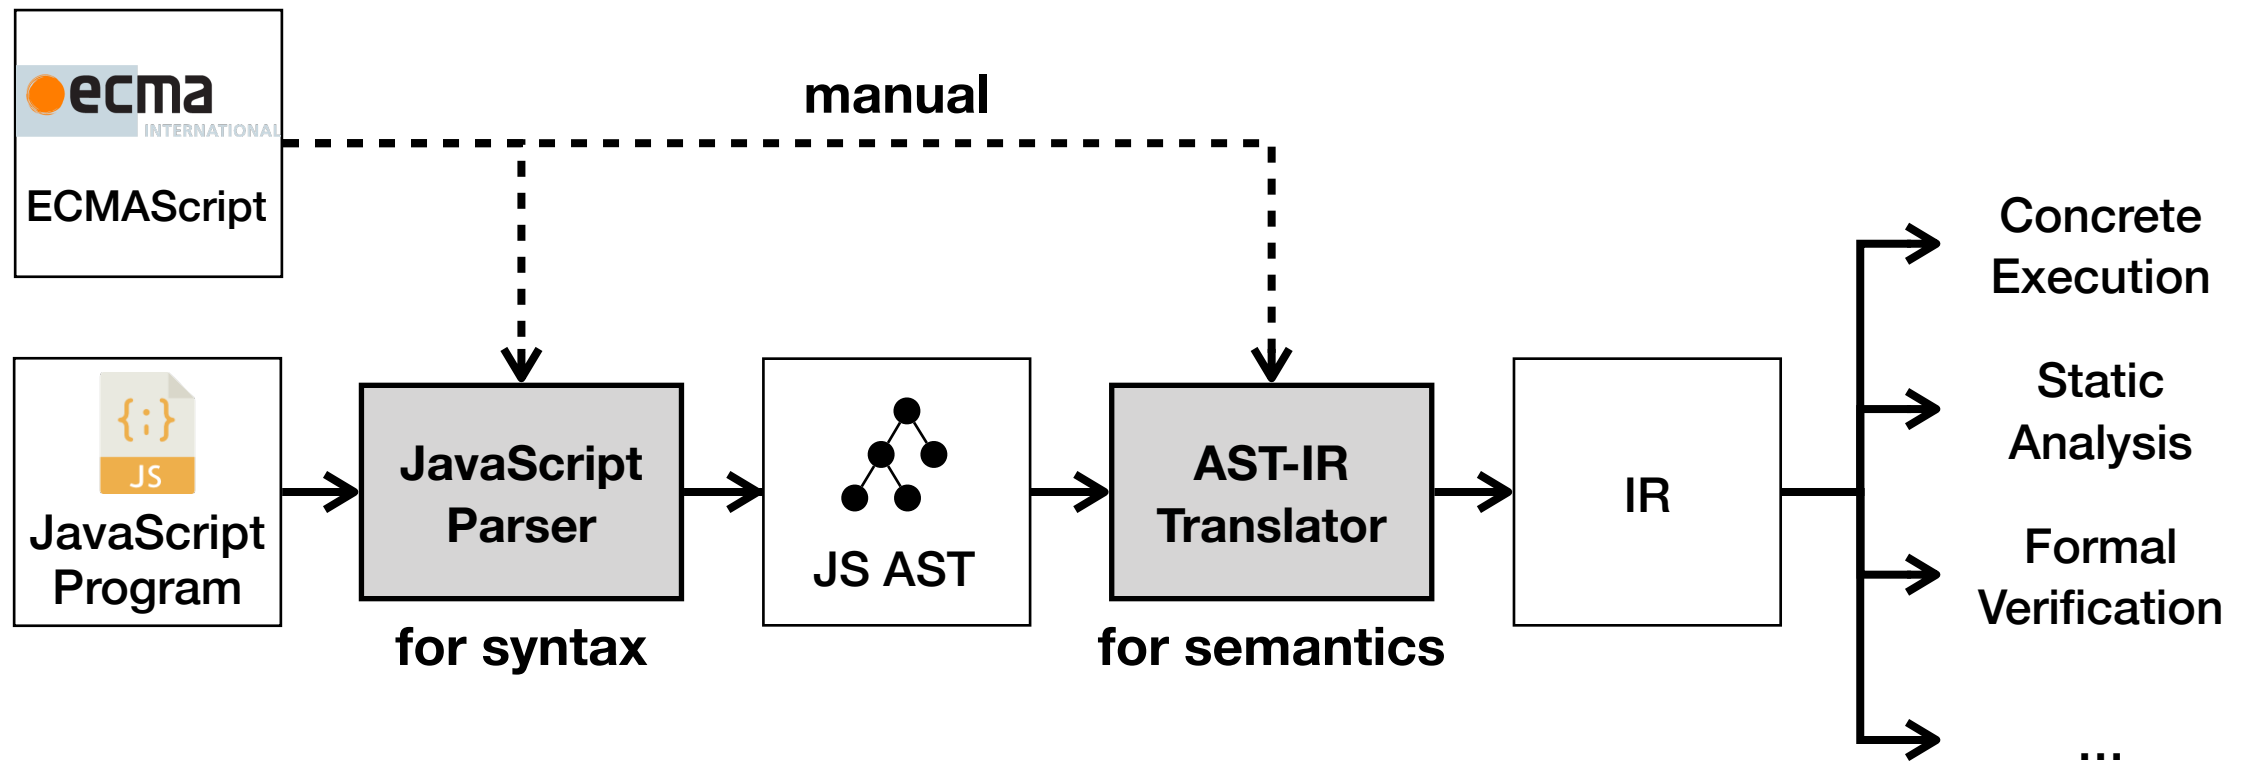 ecma
INTERNATIONAL
ECMAScript
manual
{;}
JS
JavaScript
Program
JavaScript
Parser
for syntax
JS AST
AST-IR
Translator
for semantics
IR
Concrete
Execution
Static
Analysis
Formal
Verification
...